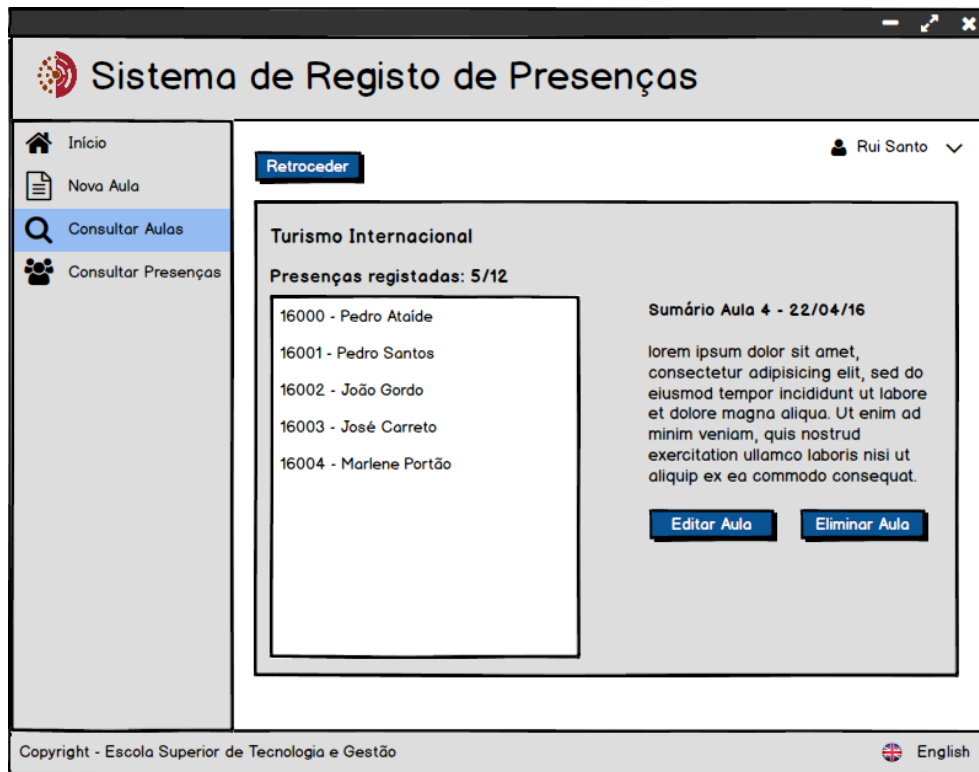 Sistema de Registo de Presenças
Início
Nova Aula
Consultar Aulas
Consultar Presenças
Rui Santo
Retroceder
Turismo Internacional
Presenças registadas: 5/12
16000 - Pedro Ataíde
16001 - Pedro Santos
16002 - João Gordo
16003 - José Carreto
16004 - Marlene Portão
Sumário Aula 4 - 22/04/16
lorem ipsum dolor sit amet,
consectetur adipisicing elit, sed do
eiusmod tempor incididunt ut labore
et dolore magna aliqua. Ut enim ad
minim veniam, quis nostrud
exercitation ullamco laboris nisi ut
aliquip ex ea commodo consequat.
Editar Aula
Eliminar Aula
Copyright - Escola Superior de Tecnologia e Gestão
English